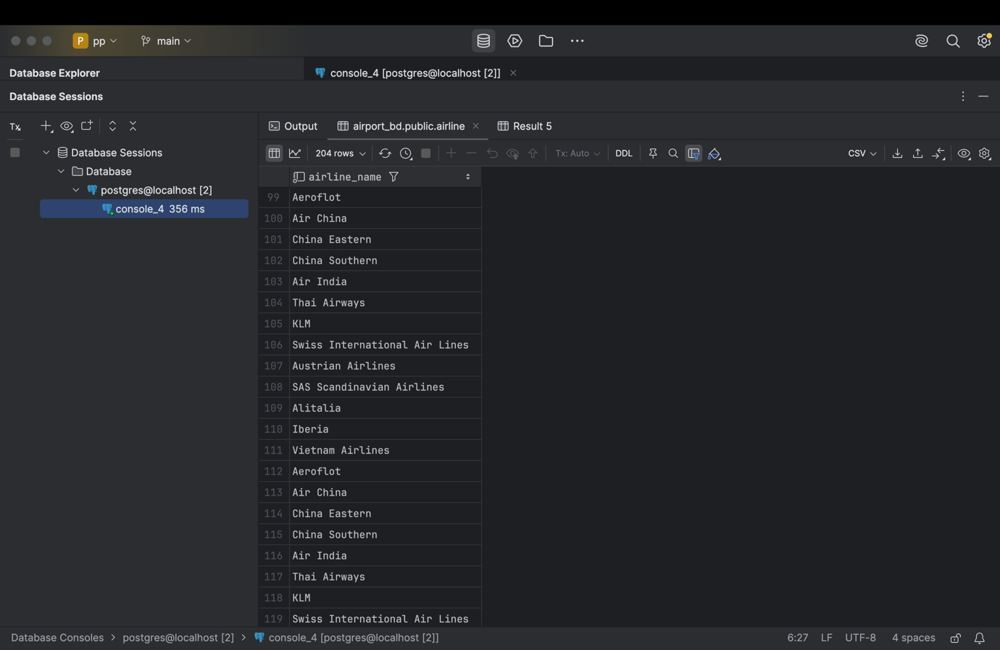 P pp main
Database Explorer
console_4 [postgres@localhost [2]]
Database Sessions
Tx
Output airport_bd.public.airline Result 5
Database Sessions
Database
postgres@localhost [2]
console_4 356 ms
204 rows Tx: Auto DDL CSV
airline_name
99 Aeroflot
100 Air China
101 China Eastern
102 China Southern
103 Air India
104 Thai Airways
105 KLM
106 Swiss International Air Lines
107 Austrian Airlines
108 SAS Scandinavian Airlines
109 Alitalia
110 Iberia
111 Vietnam Airlines
112 Aeroflot
113 Air China
114 China Eastern
115 China Southern
116 Air India
117 Thai Airways
118 KLM
119 Swiss International Air Lines
Database Consoles > postgres@localhost [2] > console_4 [postgres@localhost [2]] 6:27 LF UTF-8 4 spaces